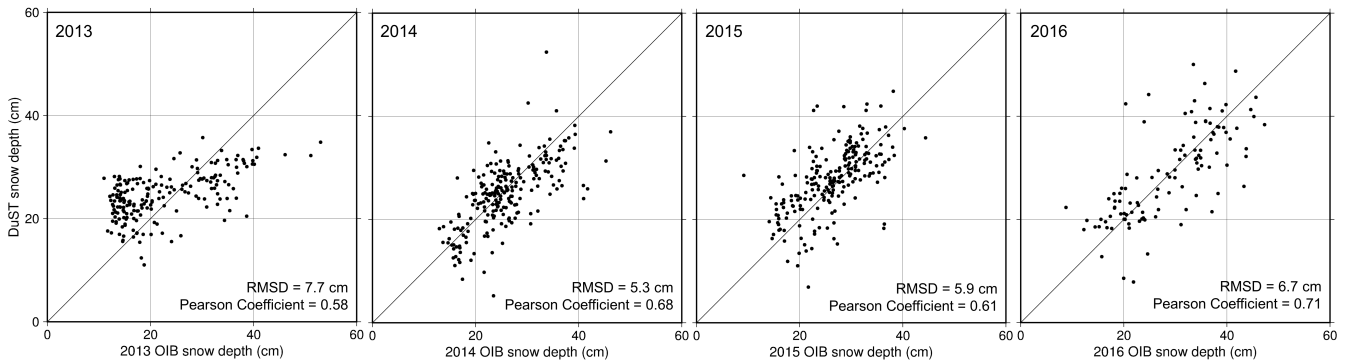 2013
2014
2015
2016
DuST snow depth (cm)
60
40
20
0
RMSD = 7.7 cm
Pearson Coefficient = 0.58
RMSD = 5.3 cm
Pearson Coefficient = 0.68
RMSD = 5.9 cm
Pearson Coefficient = 0.61
RMSD = 6.7 cm
Pearson Coefficient = 0.71
0 20 40 60
0 20 40 60
0 20 40 60
0 20 40 60
2013 OIB snow depth (cm)
2014 OIB snow depth (cm)
2015 OIB snow depth (cm)
2016 OIB snow depth (cm)